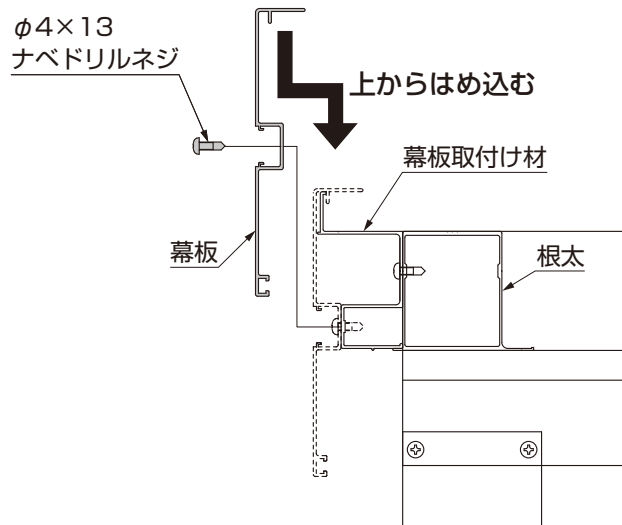 φ4×13
ナベドリルネジ
上からはめ込む
幕板取付け材
幕板
根太